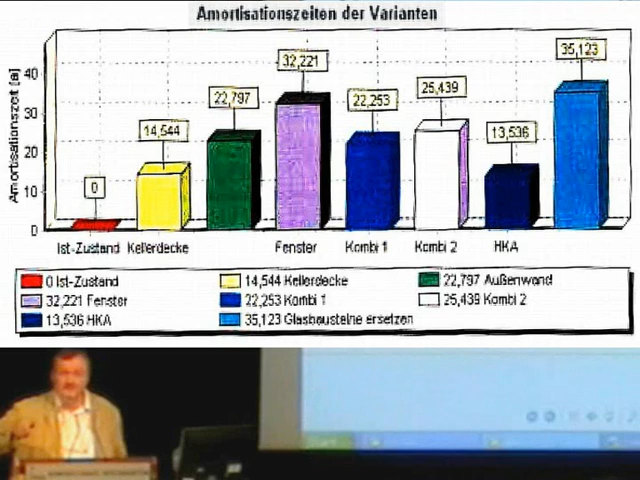 Amortisationszeiten der Varianten
Amortisationszeit [a]
40
30
20
10
0
0
14,544
22,797
32,221
22,253
25,439
13,536
35,123
Ist-Zustand Kellerdecke Fenster Kombi 1 Kombi 2 HKA
0 Ist-Zustand 14,544 Kellerdecke 22,797 Außenwand
32,221 Fenster 22,253 Kombi 1 25,439 Kombi 2
13,536 HKA 35,123 Glasbausteine ersetzen